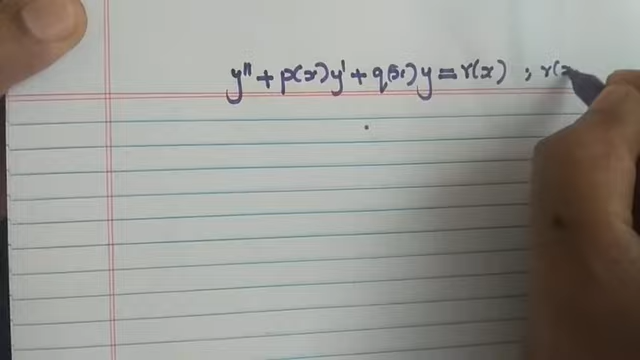 y'' + p(x)y' + q(x)y = r(x) ; r(x